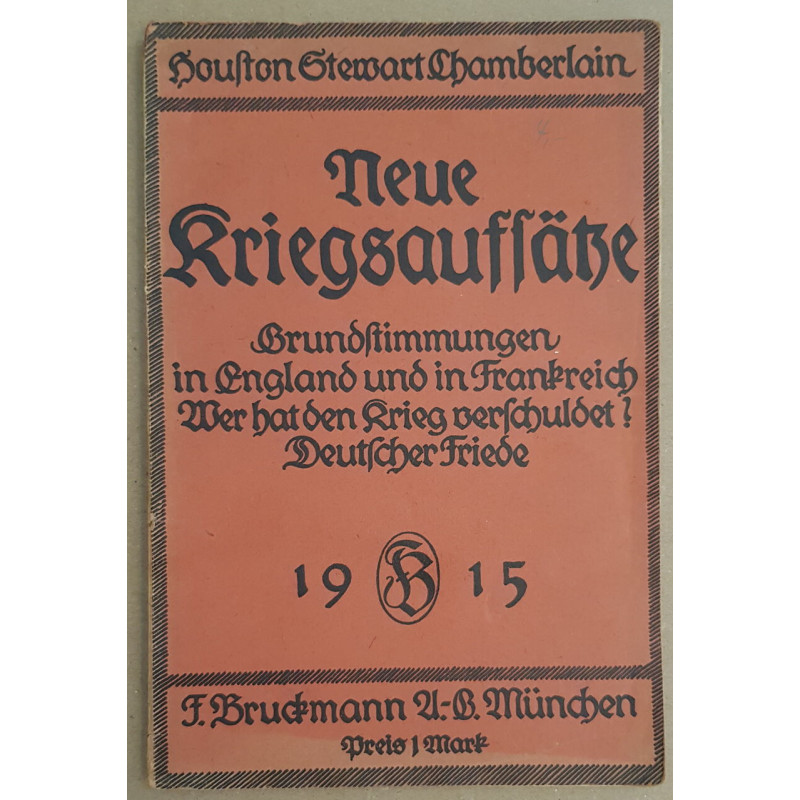 Houſton Stewart Chamberlain
Neue
Kriegsaufſätze
Grundſtimmungen
in England und in Frankreich
Wer hat den Krieg verſchuldet?
Deutſcher Friede
19 FB 15
F. Bruckmann A.-G. München
Preis 1 Mark